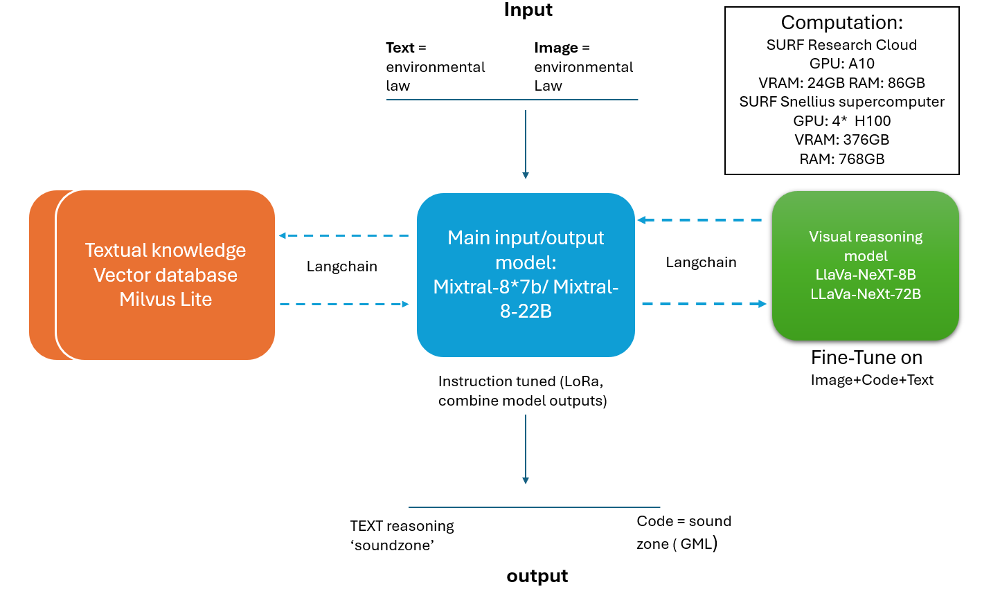 Input
Text =
environmental
law
Image =
environmental
Law
Computation:
SURF Research Cloud
GPU: A10
VRAM: 24GB RAM: 86GB
SURF Snellius supercomputer
GPU: 4* H100
VRAM: 376GB
RAM: 768GB
Textual knowledge
Vector database
Milvus Lite
Langchain
Main input/output
model:
Mixtral-8*7b/ Mixtral-
8-22B
Langchain
Visual reasoning
model
LlaVa-NeXT-8B
LLaVa-NeXt-72B
Fine-Tune on
Image+Code+Text
Instruction tuned (LoRa,
combine model outputs)
TEXT reasoning
‘soundzone’
Code = sound
zone ( GML)
output